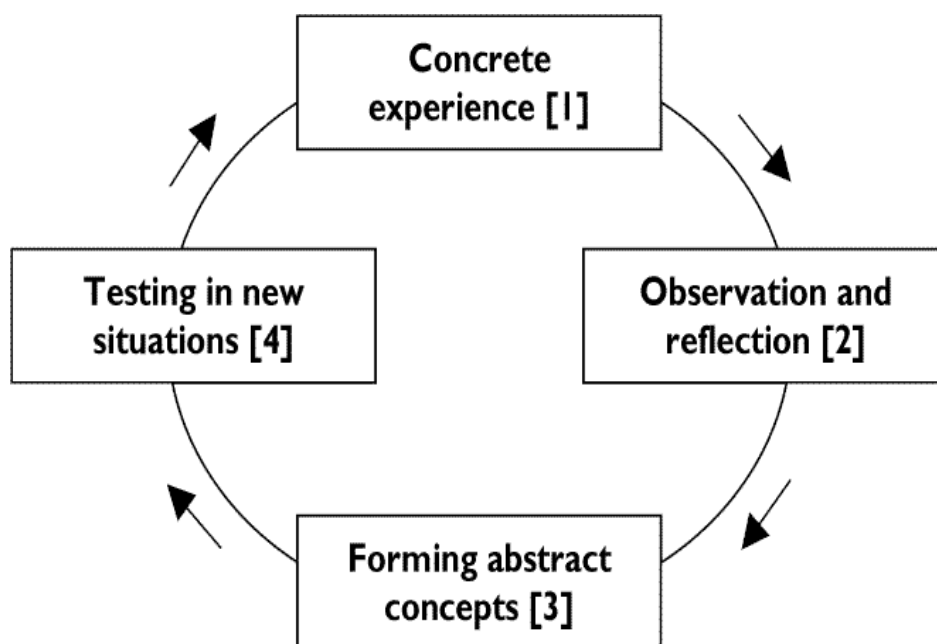 Concrete
experience [1]
Observation and
reflection [2]
Forming abstract
concepts [3]
Testing in new
situations [4]